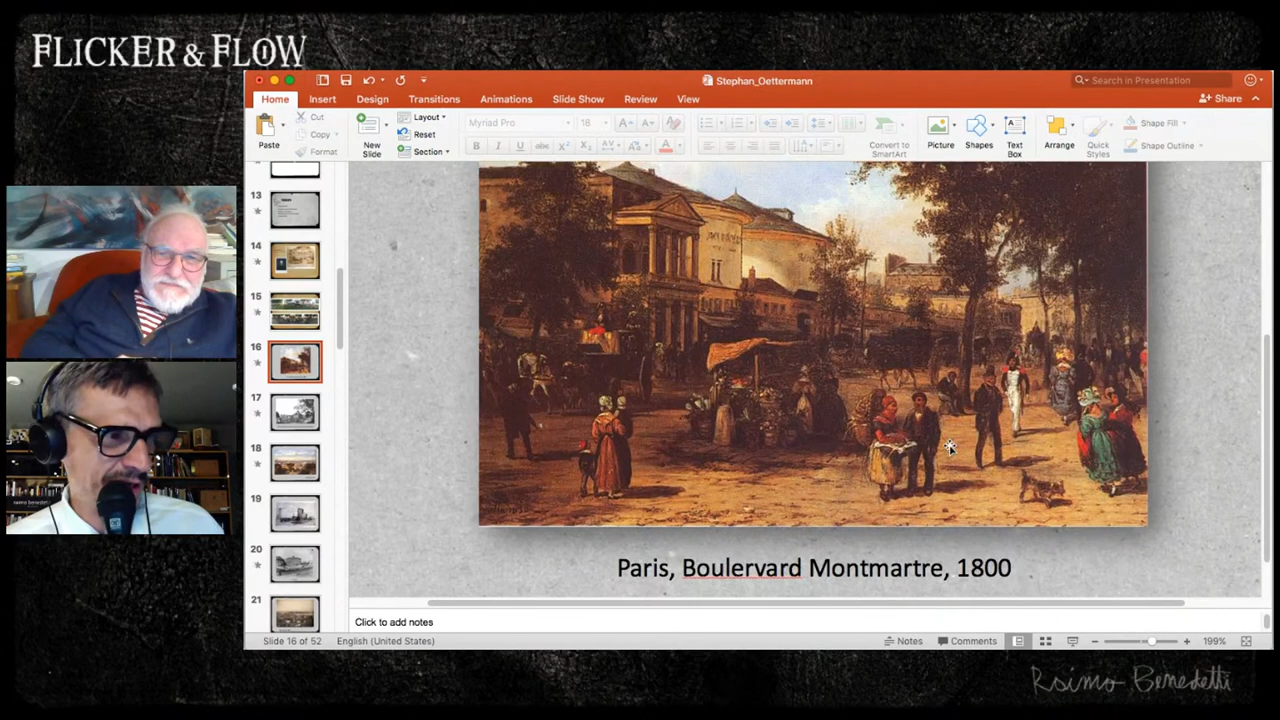 FLICKER & FLOW
Stephan_Oettermann
Search in Presentation
Home Insert Design Transitions Animations Slide Show Review View
Share
Paste
Cut
Copy
Format
New Slide
Layout
Reset
Section
Myriad Pro 18
Convert to SmartArt
Picture
Shapes
Text Box
Arrange
Quick Styles
Shape Fill
Shape Outline
13
14
15
16
17
18
19
20
21
Paris, Boulervard Montmartre, 1800
Click to add notes
Slide 16 of 52 English (United States) Notes Comments 199%
Rsimo Benedetti